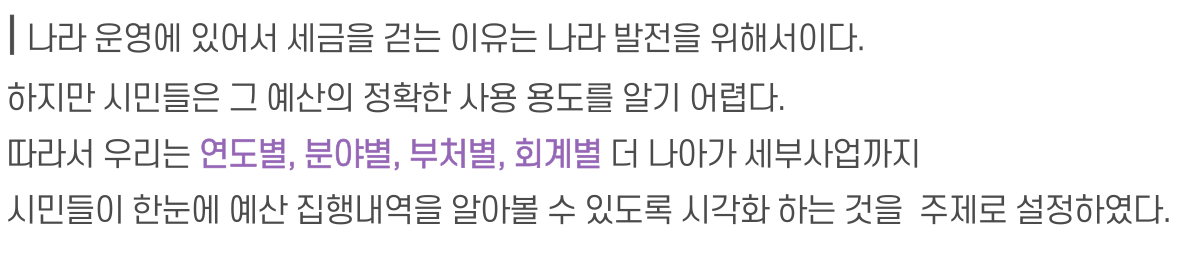 | 나라 운영에 있어서 세금을 걷는 이유는 나라 발전을 위해서이다.
하지만 시민들은 그 예산의 정확한 사용 용도를 알기 어렵다.
따라서 우리는 연도별, 분야별, 부처별, 회계별 더 나아가 세부사업까지
시민들이 한눈에 예산 집행내역을 알아볼 수 있도록 시각화 하는 것을 주제로 설정하였다.